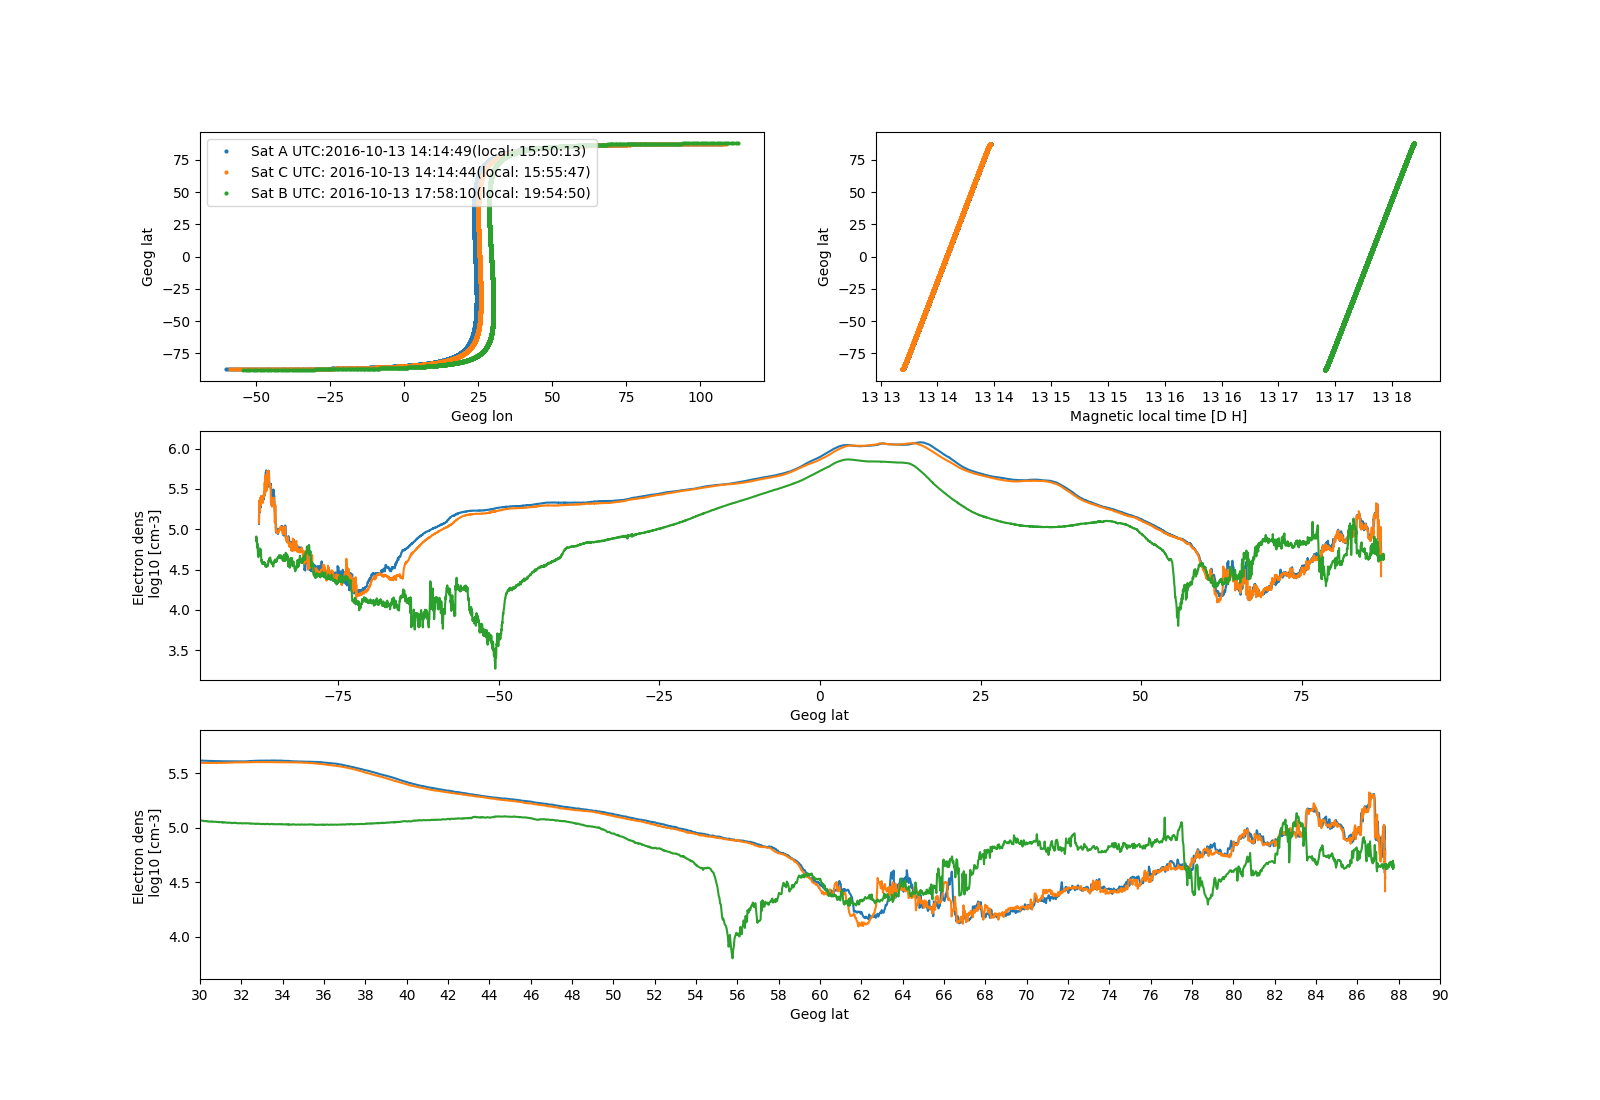 Sat A UTC:2016-10-13 14:14:49(local: 15:50:13)
Sat C UTC: 2016-10-13 14:14:44(local: 15:55:47)
Sat B UTC: 2016-10-13 17:58:10(local: 19:54:50)
75
50
25
0
−25
−50
−75
Geog lat
−50 −25 0 25 50 75 100
Geog lon
75
50
25
0
−25
−50
−75
Geog lat
13 13 13 14 13 14 13 15 13 15 13 16 13 16 13 17 13 17 13 18
Magnetic local time [D H]
6.0
5.5
5.0
4.5
4.0
3.5
Electron dens
log10 [cm-3]
−75 −50 −25 0 25 50 75
Geog lat
5.5
5.0
4.5
4.0
Electron dens
log10 [cm-3]
30 32 34 36 38 40 42 44 46 48 50 52 54 56 58 60 62 64 66 68 70 72 74 76 78 80 82 84 86 88 90
Geog lat